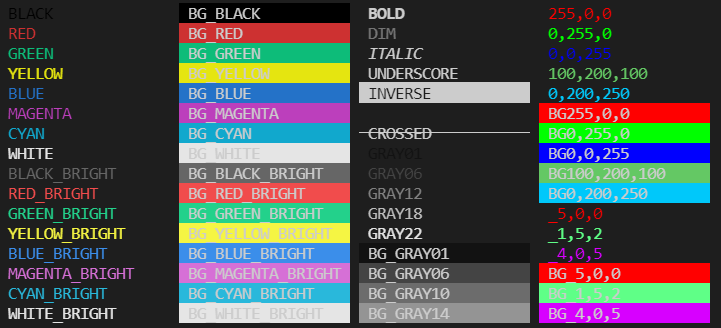 BLACK
RED
GREEN
YELLOW
BLUE
MAGENTA
CYAN
WHITE
BLACK_BRIGHT
RED_BRIGHT
GREEN_BRIGHT
YELLOW_BRIGHT
BLUE_BRIGHT
MAGENTA_BRIGHT
CYAN_BRIGHT
WHITE_BRIGHT
BG_BLACK
BG_RED
BG_GREEN
BG_YELLOW
BG_BLUE
BG_MAGENTA
BG_CYAN
BG_WHITE
BG_BLACK_BRIGHT
BG_RED_BRIGHT
BG_GREEN_BRIGHT
BG_YELLOW_BRIGHT
BG_BLUE_BRIGHT
BG_MAGENTA_BRIGHT
BG_CYAN_BRIGHT
BG_WHITE_BRIGHT
BOLD
DIM
ITALIC
UNDERSCORE
INVERSE
CROSSED
GRAY01
GRAY06
GRAY12
GRAY18
GRAY22
BG_GRAY01
BG_GRAY06
BG_GRAY10
BG_GRAY14
255,0,0
0,255,0
0,0,255
100,200,100
0,200,250
BG255,0,0
BG0,255,0
BG0,0,255
BG100,200,100
BG0,200,250
_5,0,0
_1,5,2
_4,0,5
BG_5,0,0
BG_1,5,2
BG_4,0,5